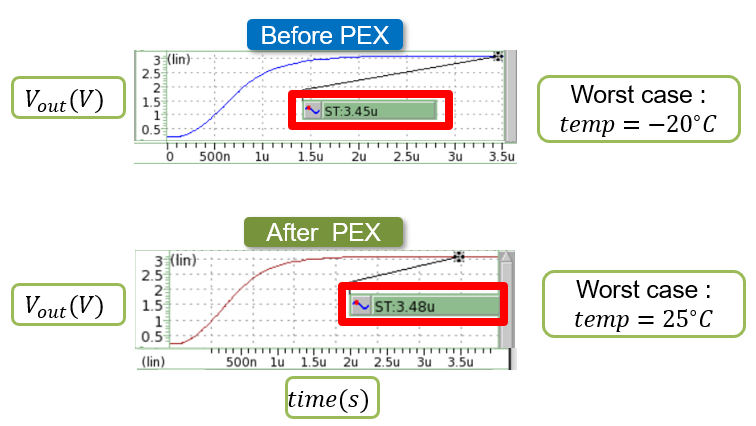 Before PEX
V_out(V)
3 (lin)
2.5
2
1.5
1
0.5
ST:3.45u
0 500n 1u 1.5u 2u 2.5u 3u 3.5u
Worst case :
temp = −20°C
After PEX
V_out(V)
3 (lin)
2.5
2
1.5
1
0.5
ST:3.48u
(lin) 500n 1u 1.5u 2u 2.5u 3u 3.5u
Worst case :
temp = 25°C
time(s)